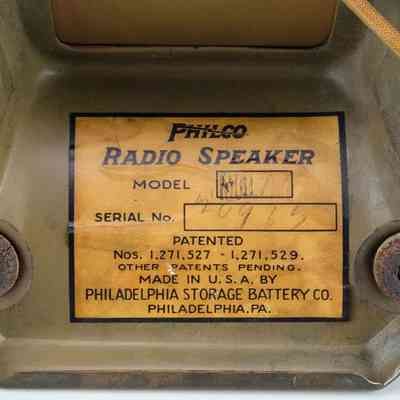 PHILCO
RADIO SPEAKER
MODEL
SERIAL No.
PATENTED
Nos. 1,271,527 - 1,271,529.
OTHER PATENTS PENDING.
MADE IN U.S.A. BY
PHILADELPHIA STORAGE BATTERY CO.
PHILADELPHIA.PA.